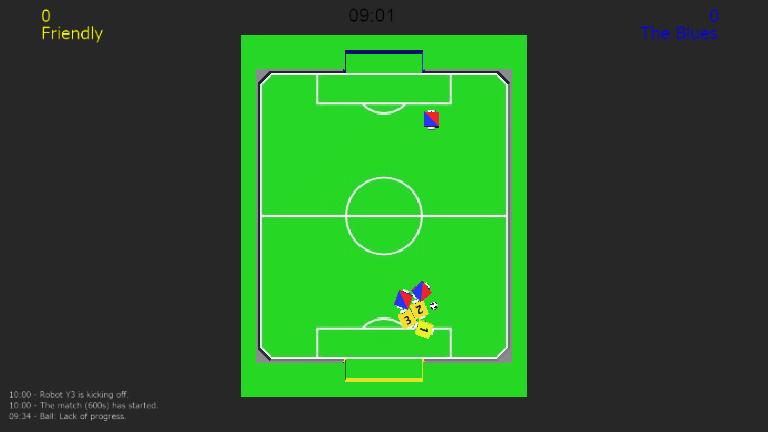 0
Friendly
09:01
0
The Blues
2
3
1
10:00 - Robot Y3 is kicking off.
10:00 - The match (600s) has started.
09:34 - Ball: Lack of progress.